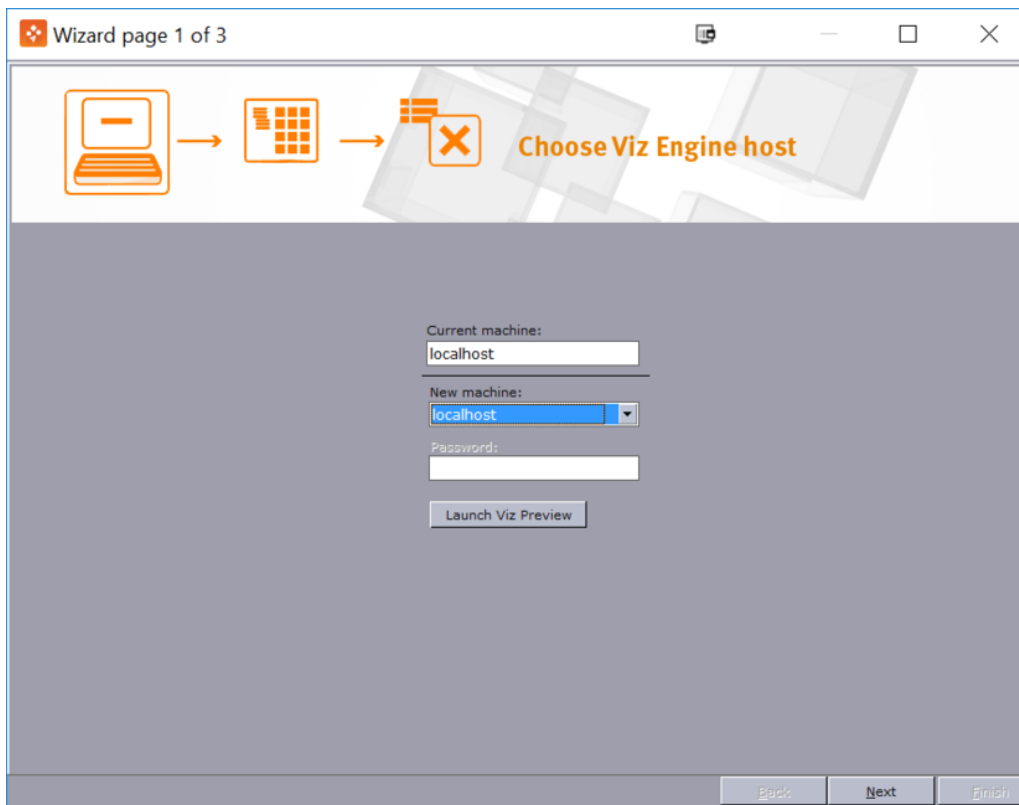 Wizard page 1 of 3
Choose Viz Engine host
Current machine:
localhost
New machine:
localhost
Password:
Launch Viz Preview
Back Next Finish